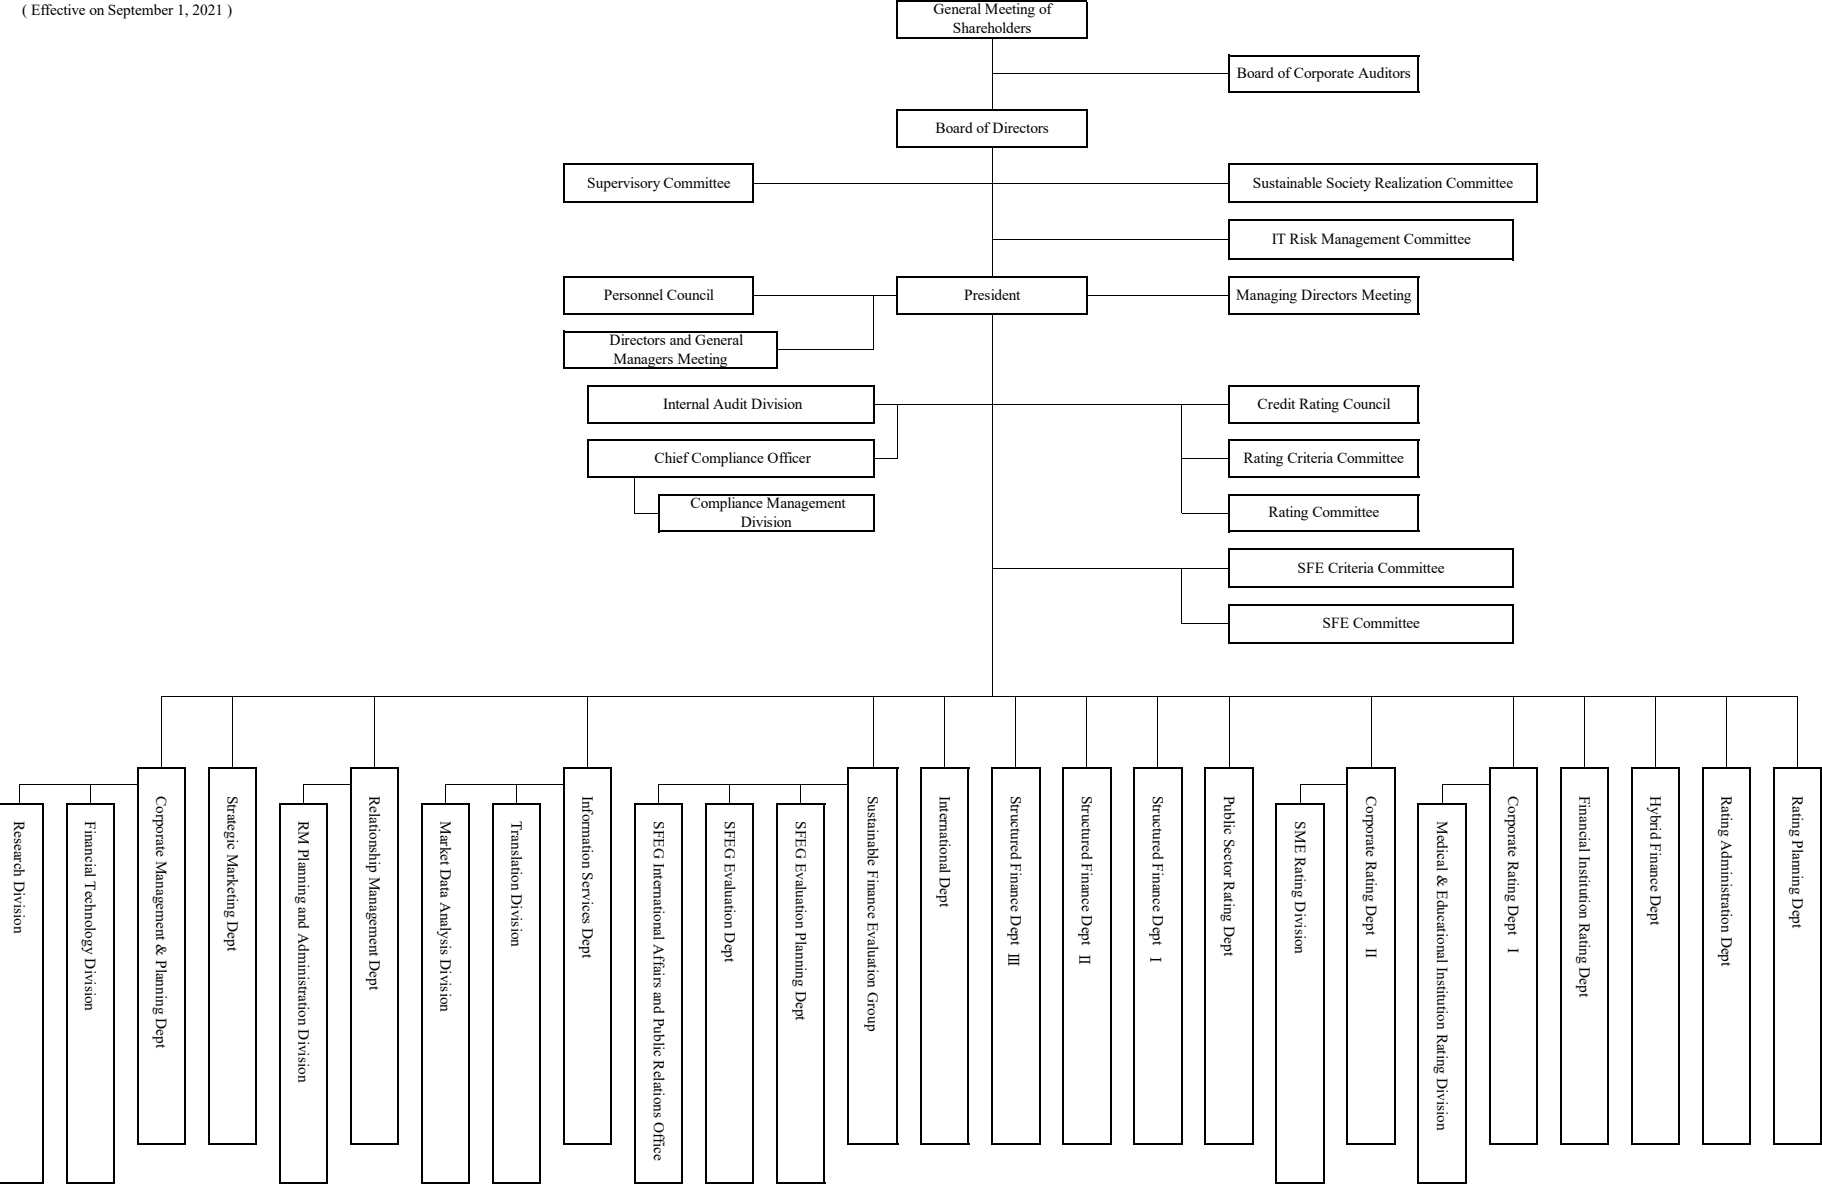 ( Effective on September 1, 2021 )
General Meeting of
Shareholders
Board of Corporate Auditors
Board of Directors
Supervisory Committee
Sustainable Society Realization Committee
IT Risk Management Committee
Personnel Council
President
Managing Directors Meeting
Directors and General
Managers Meeting
Internal Audit Division
Credit Rating Council
Chief Compliance Officer
Rating Criteria Committee
Compliance Management
Division
Rating Committee
SFE Criteria Committee
SFE Committee
Research Division
Financial Technology Division
Corporate Management & Planning Dept
Strategic Marketing Dept
RM Planning and Administration Division
Relationship Management Dept
Market Data Analysis Division
Translation Division
Information Services Dept
SFEG International Affairs and Public Relations Office
SFEG Evaluation Dept
SFEG Evaluation Planning Dept
Sustainable Finance Evaluation Group
International Dept
Structured Finance Dept Ⅲ
Structured Finance Dept Ⅱ
Structured Finance Dept Ⅰ
Public Sector Rating Dept
SME Rating Division
Corporate Rating Dept Ⅱ
Medical & Educational Institution Rating Division
Corporate Rating Dept Ⅰ
Financial Institution Rating Dept
Hybrid Finance Dept
Rating Administration Dept
Rating Planning Dept